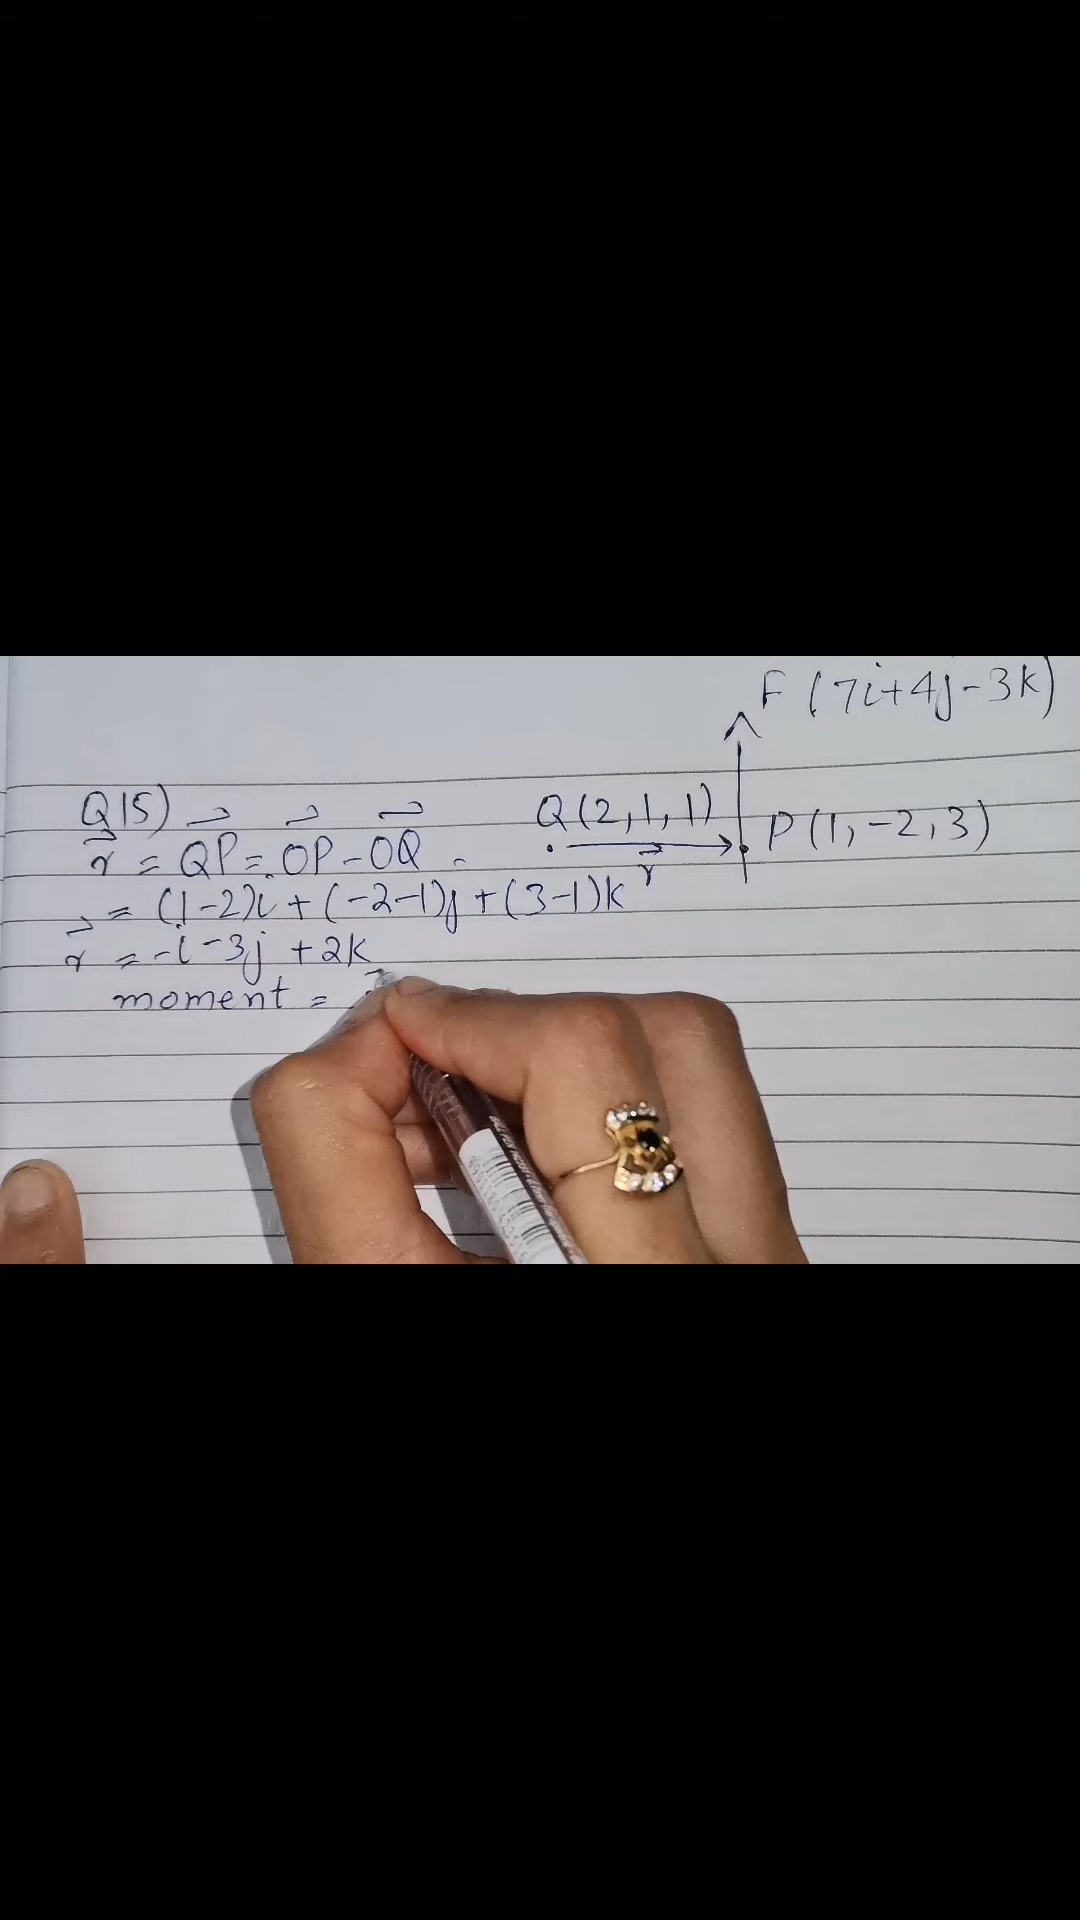 F (7i+4j-3k)
Q15)
Q(2,1,1)
P(1,-2,3)
r⃗ = QP⃗ = OP⃗ - OQ⃗
r⃗
= (1-2)i + (-2-1)j + (3-1)k
r⃗ = -i -3j + 2k
moment =